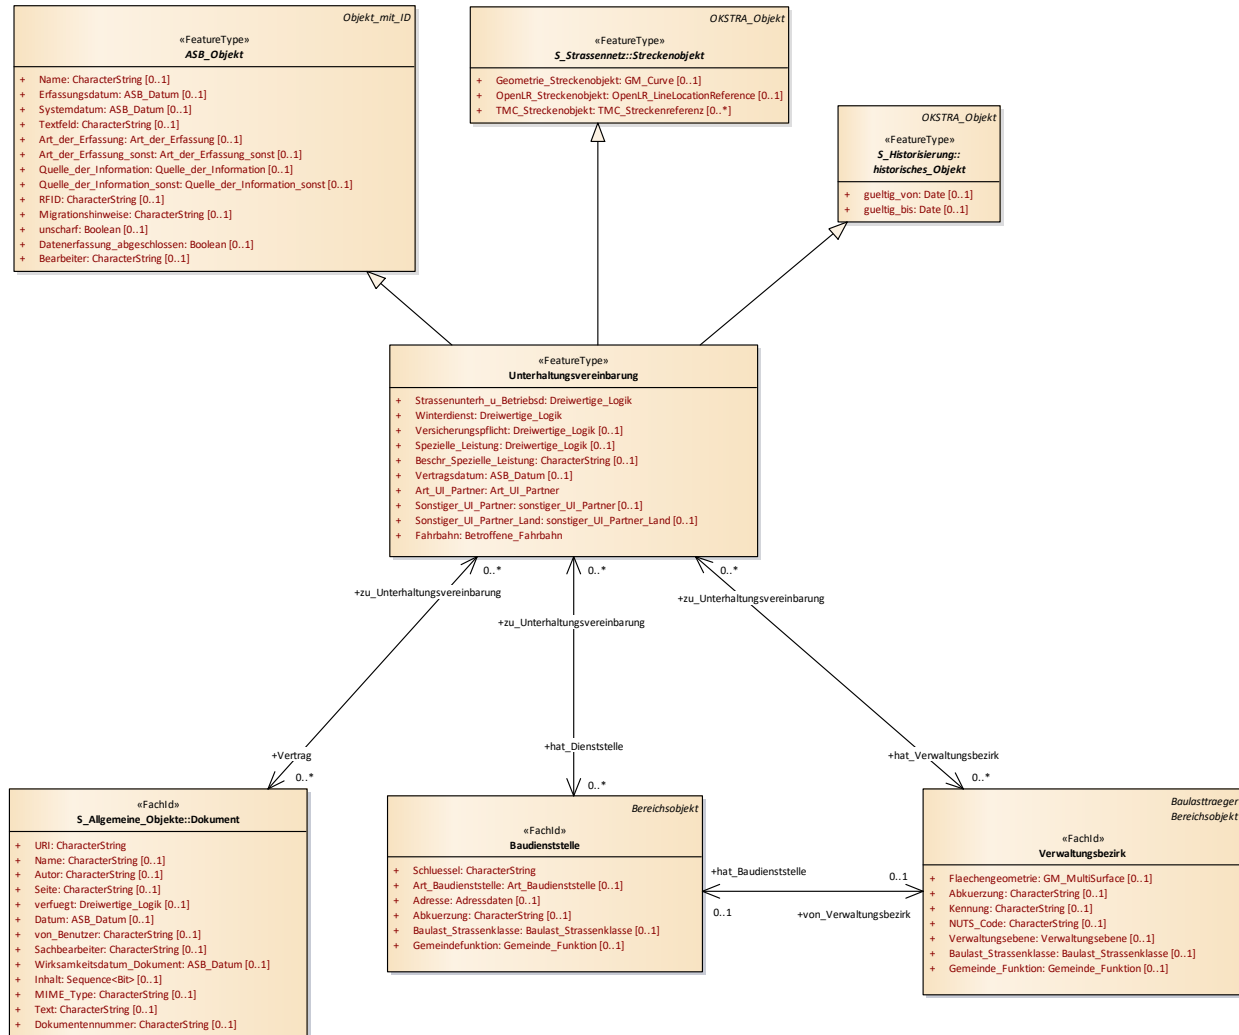 Objekt_mit_ID
«FeatureType»
ASB_Objekt
+ Name: CharacterString [0..1]
+ Erfassungsdatum: ASB_Datum [0..1]
+ Systemdatum: ASB_Datum [0..1]
+ Textfeld: CharacterString [0..1]
+ Art_der_Erfassung: Art_der_Erfassung [0..1]
+ Art_der_Erfassung_sonst: Art_der_Erfassung_sonst [0..1]
+ Quelle_der_Information: Quelle_der_Information [0..1]
+ Quelle_der_Information_sonst: Quelle_der_Information_sonst [0..1]
+ RFID: CharacterString [0..1]
+ Migrationshinweise: CharacterString [0..1]
+ unscharf: Boolean [0..1]
+ Datenerfassung_abgeschlossen: Boolean [0..1]
+ Bearbeiter: CharacterString [0..1]
OKSTRA_Objekt
«FeatureType»
S_Strassennetz::Streckenobjekt
+ Geometrie_Streckenobjekt: GM_Curve [0..1]
+ OpenLR_Streckenobjekt: OpenLR_LineLocationReference [0..1]
+ TMC_Streckenobjekt: TMC_Streckenreferenz [0..*]
OKSTRA_Objekt
«FeatureType»
S_Historisierung::
historisches_Objekt
+ gueltig_von: Date [0..1]
+ gueltig_bis: Date [0..1]
«FeatureType»
Unterhaltungsvereinbarung
+ Strassenunterh_u_Betriebsd: Dreiwertige_Logik
+ Winterdienst: Dreiwertige_Logik
+ Versicherungspflicht: Dreiwertige_Logik [0..1]
+ Spezielle_Leistung: Dreiwertige_Logik [0..1]
+ Beschr_Spezielle_Leistung: CharacterString [0..1]
+ Vertragsdatum: ASB_Datum [0..1]
+ Art_UI_Partner: Art_UI_Partner
+ Sonstiger_UI_Partner: sonstiger_UI_Partner [0..1]
+ Sonstiger_UI_Partner_Land: sonstiger_UI_Partner_Land [0..1]
+ Fahrbahn: Betroffene_Fahrbahn
0..*
0..*
0..*
+zu_Unterhaltungsvereinbarung
+zu_Unterhaltungsvereinbarung
+zu_Unterhaltungsvereinbarung
+Vertrag
0..*
+hat_Dienststelle
0..*
+hat_Verwaltungsbezirk
0..*
«FachId»
S_Allgemeine_Objekte::Dokument
+ URI: CharacterString
+ Name: CharacterString [0..1]
+ Autor: CharacterString [0..1]
+ Seite: CharacterString [0..1]
+ verfuegt: Dreiwertige_Logik [0..1]
+ Datum: ASB_Datum [0..1]
+ von_Benutzer: CharacterString [0..1]
+ Sachbearbeiter: CharacterString [0..1]
+ Wirksamkeitsdatum_Dokument: ASB_Datum [0..1]
+ Inhalt: Sequence<Bit> [0..1]
+ MIME_Type: CharacterString [0..1]
+ Text: CharacterString [0..1]
+ Dokumentennummer: CharacterString [0..1]
Bereichsobjekt
«FachId»
Baudienststelle
+ Schluessel: CharacterString
+ Art_Baudienststelle: Art_Baudienststelle [0..1]
+ Adresse: Adressdaten [0..1]
+ Abkuerzung: CharacterString [0..1]
+ Baulast_Strassenklasse: Baulast_Strassenklasse [0..1]
+ Gemeindefunktion: Gemeinde_Funktion [0..1]
+hat_Baudienststelle
0..1
0..1
+von_Verwaltungsbezirk
Baulasttraeger
Bereichsobjekt
«FachId»
Verwaltungsbezirk
+ Flaechengeometrie: GM_MultiSurface [0..1]
+ Abkuerzung: CharacterString [0..1]
+ Kennung: CharacterString [0..1]
+ NUTS_Code: CharacterString [0..1]
+ Verwaltungsebene: Verwaltungsebene [0..1]
+ Baulast_Strassenklasse: Baulast_Strassenklasse [0..1]
+ Gemeinde_Funktion: Gemeinde_Funktion [0..1]